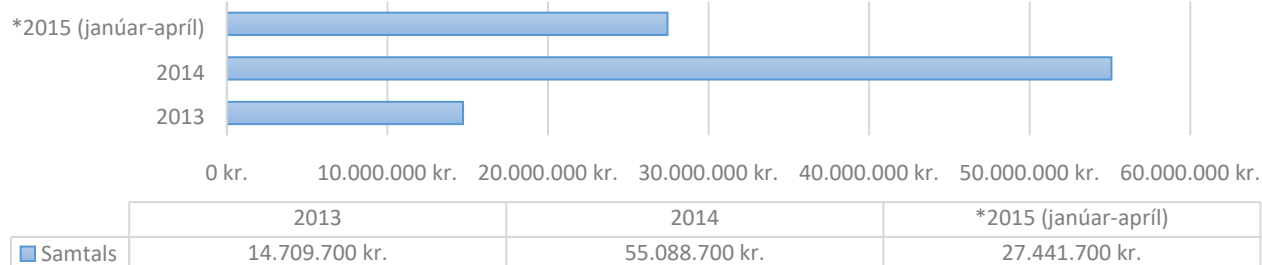 *2015 (janúar-apríl)
2014
2013
0 kr. 10.000.000 kr. 20.000.000 kr. 30.000.000 kr. 40.000.000 kr. 50.000.000 kr. 60.000.000 kr.
2013 2014 *2015 (janúar-apríl)
Samtals 14.709.700 kr. 55.088.700 kr. 27.441.700 kr.